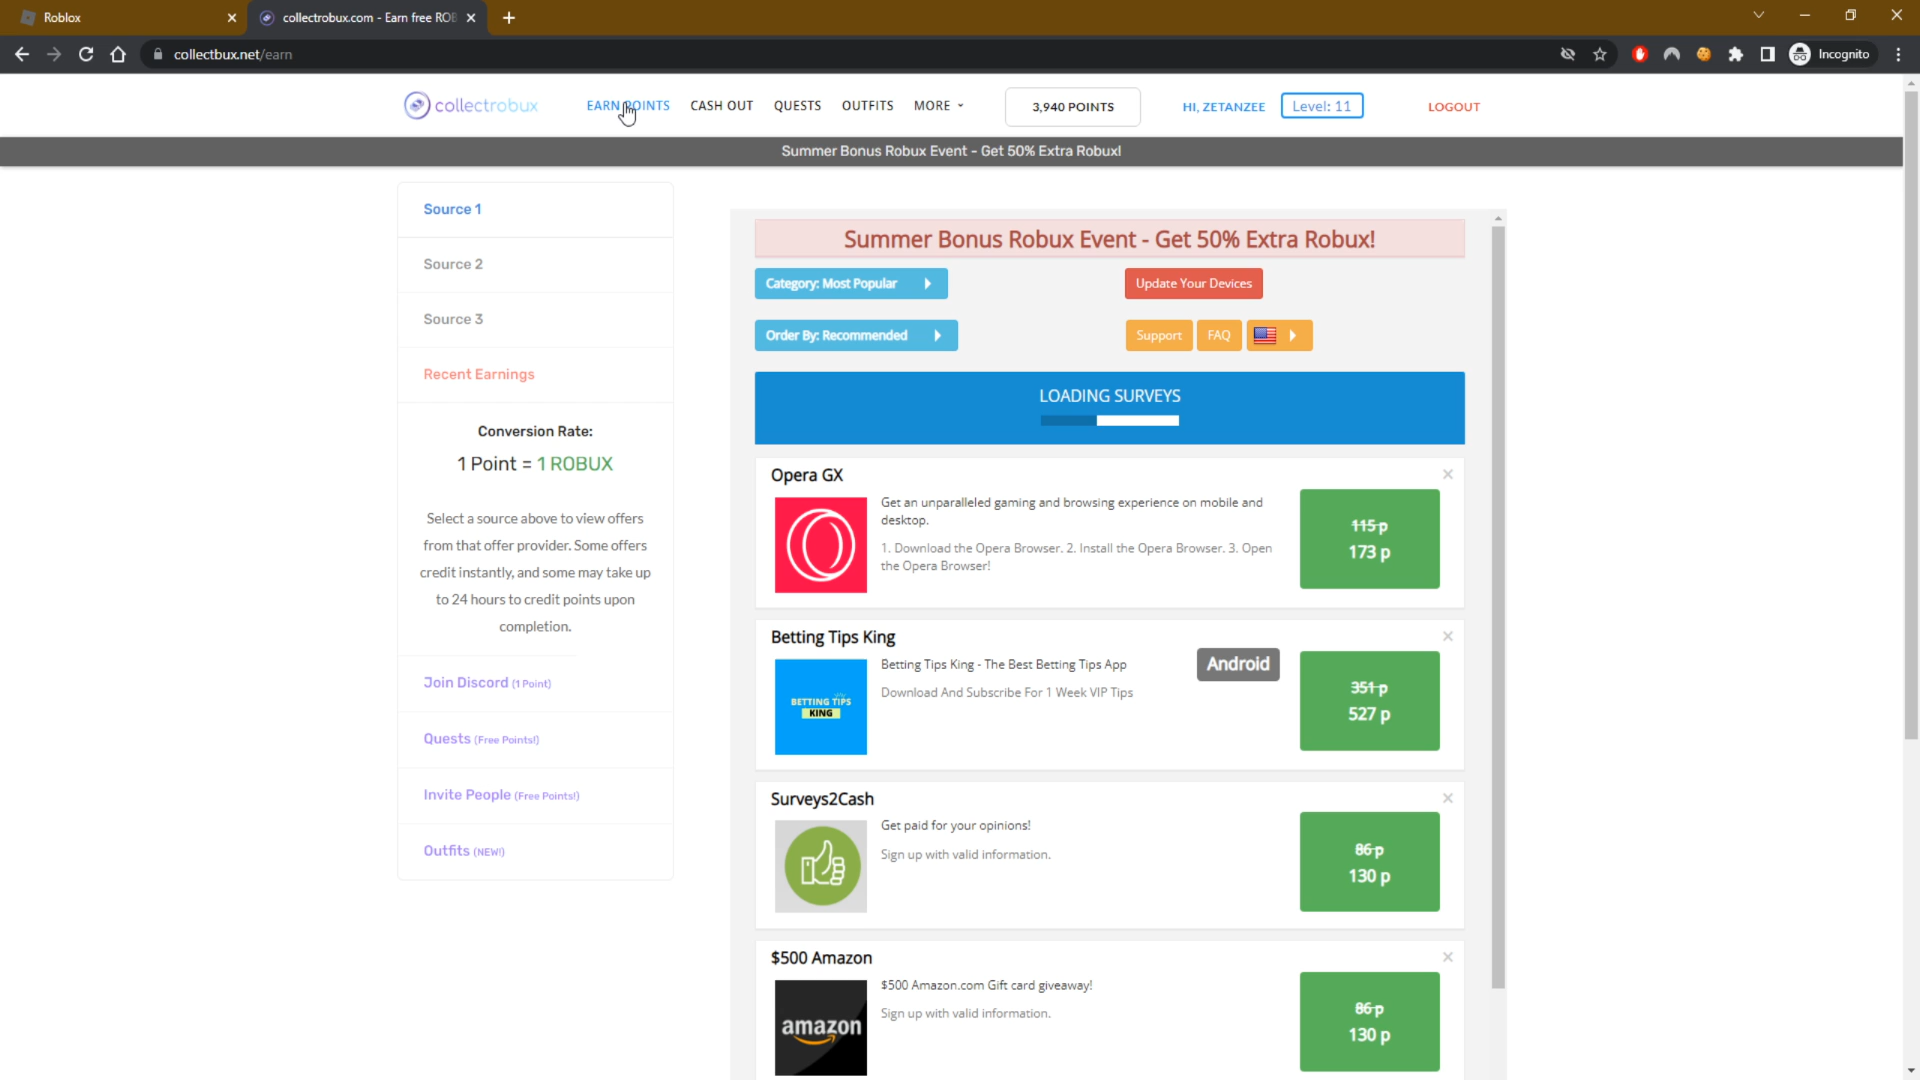 Roblox
collectrobux.com - Earn free ROB
collectbux.net/earn
Incognito
collectrobux
EARN POINTS
CASH OUT
QUESTS
OUTFITS
MORE
3,940 POINTS
HI, ZETANZEE
Level: 11
LOGOUT
Summer Bonus Robux Event - Get 50% Extra Robux!
Source 1
Source 2
Source 3
Recent Earnings
Conversion Rate:
1 Point = 1 ROBUX
Select a source above to view offers
from that offer provider. Some offers
credit instantly, and some may take up
to 24 hours to credit points upon
completion.
Join Discord (1 Point)
Quests (Free Points!)
Invite People (Free Points!)
Outfits (NEW!)
Summer Bonus Robux Event - Get 50% Extra Robux!
Category: Most Popular
Update Your Devices
Order By: Recommended
Support
FAQ
LOADING SURVEYS
Opera GX
Get an unparalleled gaming and browsing experience on mobile and
desktop.
1. Download the Opera Browser. 2. Install the Opera Browser. 3. Open
the Opera Browser!
115 p
173 p
Betting Tips King
BETTING TIPS
KING
Betting Tips King - The Best Betting Tips App
Download And Subscribe For 1 Week VIP Tips
Android
351 p
527 p
Surveys2Cash
Get paid for your opinions!
Sign up with valid information.
86 p
130 p
$500 Amazon
amazon
$500 Amazon.com Gift card giveaway!
Sign up with valid information.
86 p
130 p